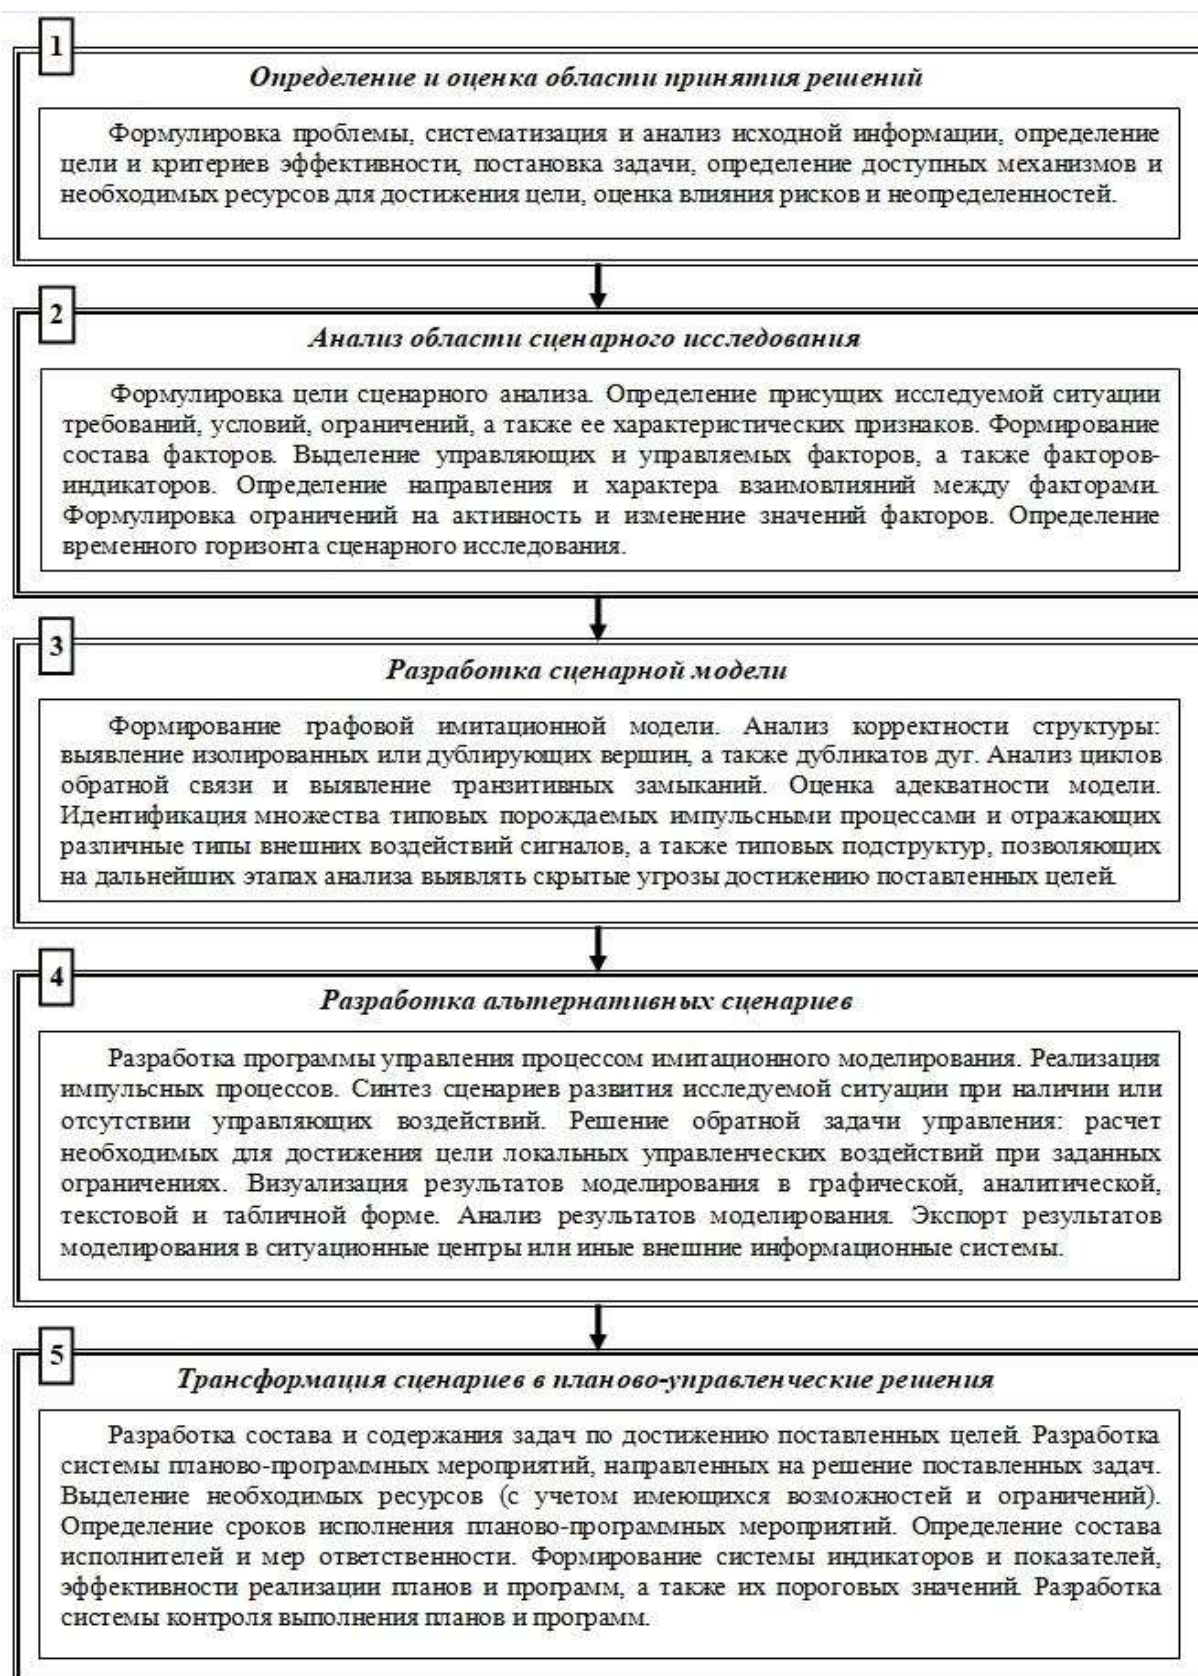 1
Определение и оценка области принятия решений
Формулировка проблемы, систематизация и анализ исходной информации, определение
цели и критериев эффективности, постановка задачи, определение доступных механизмов и
необходимых ресурсов для достижения цели, оценка влияния рисков и неопределенностей.
2
Анализ области сценарного исследования
Формулировка цели сценарного анализа. Определение присущих исследуемой ситуации
требований, условий, ограничений, а также ее характеристических признаков. Формирование
состава факторов. Выделение управляющих и управляемых факторов, а также факторов-
индикаторов. Определение направления и характера взаимовлияний между факторами.
Формулировка ограничений на активность и изменение значений факторов. Определение
временного горизонта сценарного исследования.
3
Разработка сценарной модели
Формирование графовой имитационной модели. Анализ корректности структуры:
выявление изолированных или дублирующих вершин, а также дубликатов дуг. Анализ циклов
обратной связи и выявление транзитивных замыканий. Оценка адекватности модели.
Идентификация множества типовых порождаемых импульсными процессами и отражающих
различные типы внешних воздействий сигналов, а также типовых подструктур, позволяющих
на дальнейших этапах анализа выявлять скрытые угрозы достижению поставленных целей.
4
Разработка альтернативных сценариев
Разработка программы управления процессом имитационного моделирования. Реализация
импульсных процессов. Синтез сценариев развития исследуемой ситуации при наличии или
отсутствии управляющих воздействий. Решение обратной задачи управления: расчет
необходимых для достижения цели локальных управленческих воздействий при заданных
ограничениях. Визуализация результатов моделирования в графической, аналитической,
текстовой и табличной форме. Анализ результатов моделирования. Экспорт результатов
моделирования в ситуационные центры или иные внешние информационные системы.
5
Трансформация сценариев в планово-управленческие решения
Разработка состава и содержания задач по достижению поставленных целей. Разработка
системы планово-программных мероприятий, направленных на решение поставленных задач.
Выделение необходимых ресурсов (с учетом имеющихся возможностей и ограничений).
Определение сроков исполнения планово-программных мероприятий. Определение состава
исполнителей и мер ответственности. Формирование системы индикаторов и показателей,
эффективности реализации планов и программ, а также их пороговых значений. Разработка
системы контроля выполнения планов и программ.